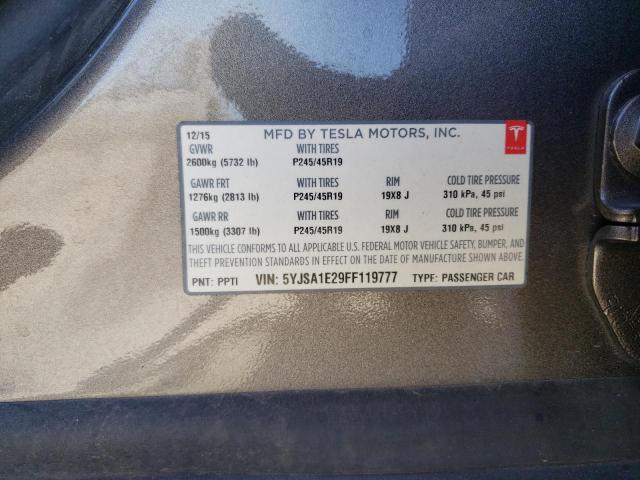 12/15 MFD BY TESLA MOTORS, INC.
GVWR WITH TIRES
2600kg (5732 lb) P245/45R19
TESLA
GAWR FRT WITH TIRES RIM COLD TIRE PRESSURE
1276kg (2813 lb) P245/45R19 19X8 J 310 kPa, 45 psi
GAWR RR WITH TIRES RIM COLD TIRE PRESSURE
1500kg (3307 lb) P245/45R19 19X8 J 310 kPa, 45 psi
THIS VEHICLE CONFORMS TO ALL APPLICABLE U.S. FEDERAL MOTOR VEHICLE SAFETY, BUMPER, AND
THEFT PREVENTION STANDARDS IN EFFECT ON THE DATE OF MANUFACTURE SHOWN ABOVE.
PNT: PPTI VIN: 5YJSA1E29FF119777 TYPE: PASSENGER CAR